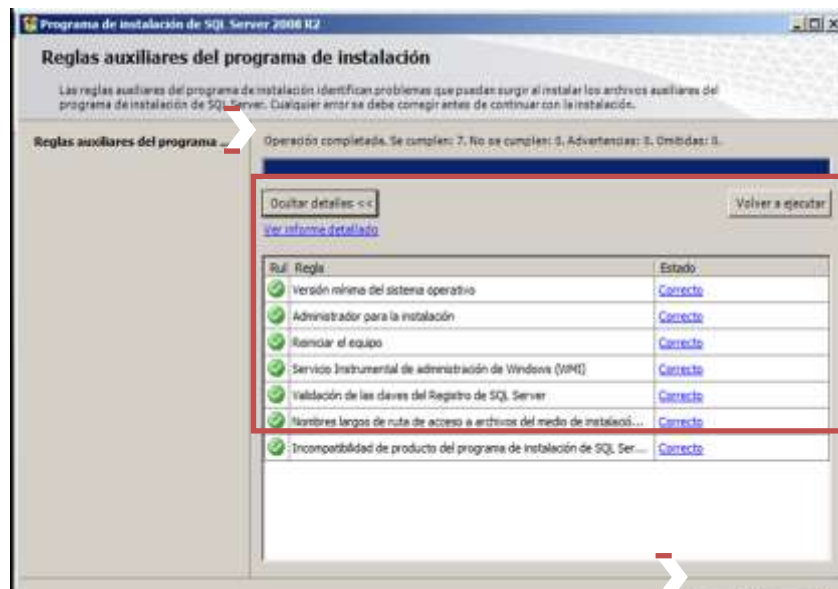 Programa de instalación de SQL Server 2008 R2
Reglas auxiliares del programa de instalación
Las reglas auxiliares del programa de instalación identifican problemas que puedan surgir al instalar los archivos auxiliares del
programa de instalación de SQL Server. Cualquier error se debe corregir antes de continuar con la instalación.
Reglas auxiliares del programa ...
Operación completada. Se cumplen: 7. No se cumplen: 0. Advertencias: 0. Omitidas: 0.
Ocultar detalles <<
Volver a ejecutar
Ver informe detallado
Rul Regla Estado
Versión mínima del sistema operativo Correcto
Administrador para la instalación Correcto
Reiniciar el equipo Correcto
Servicio Instrumental de administración de Windows (WMI) Correcto
Validación de las claves del Registro de SQL Server Correcto
Nombres largos de ruta de acceso a archivos del medio de instalació... Correcto
Incompatibilidad de producto del programa de instalación de SQL Ser... Correcto